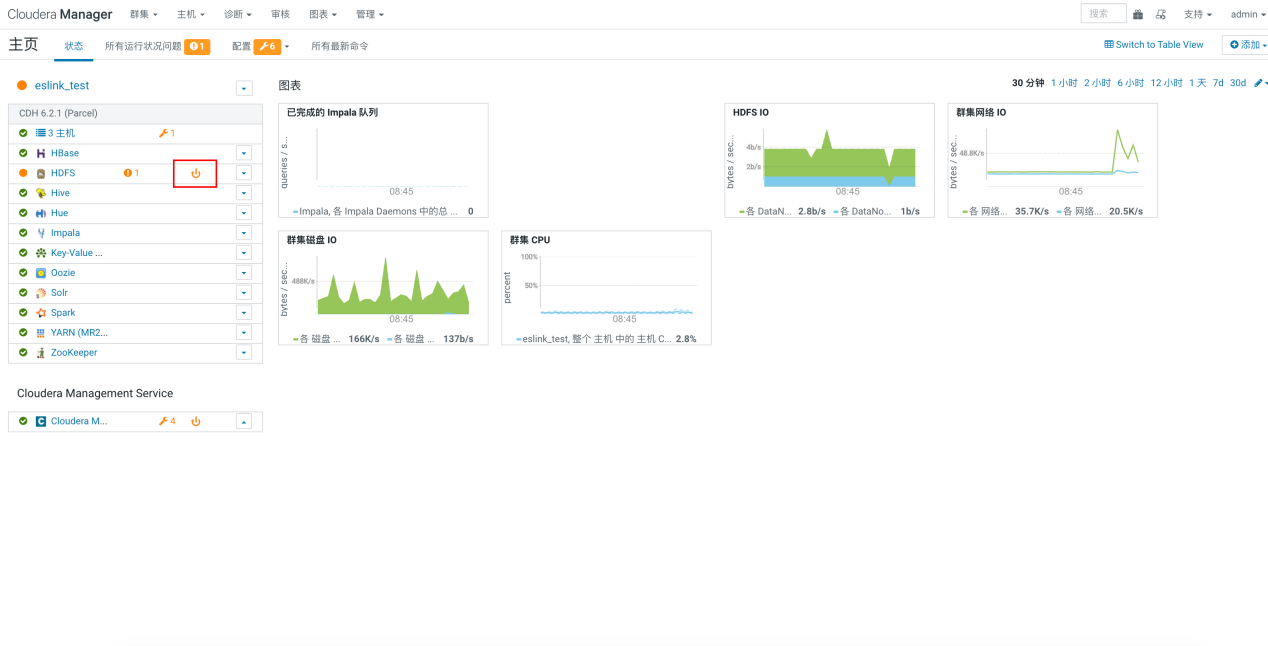 Cloudera Manager 群集 主机 诊断 审核 图表 管理 搜索 支持 admin
主页 状态 所有运行状况问题 1 配置 6 所有最新命令 Switch to Table View 添加
eslink_test
CDH 6.2.1 (Parcel)
3 主机 1
HBase
HDFS 1
Hive
Hue
Impala
Key-Value ...
Oozie
Solr
Spark
YARN (MR2...
ZooKeeper
Cloudera Management Service
Cloudera M... 4
图表
30 分钟 1 小时 2 小时 6 小时 12 小时 1 天 7d 30d
已完成的 Impala 队列
queries / s...
08:45
Impala, 各 Impala Daemons 中的总 ... 0
HDFS IO
bytes / sec...
4b/s
2b/s
08:45
各 DataN... 2.8b/s 各 DataNo... 1b/s
群集网络 IO
bytes / sec...
48.8K/s
08:45
各 网络... 35.7K/s 各 网络... 20.5K/s
群集磁盘 IO
bytes / sec...
488K/s
08:45
各 磁盘 ... 166K/s 各 磁盘 ... 137b/s
群集 CPU
percent
100%
50%
08:45
eslink_test, 整个 主机 中的 主机 C... 2.8%